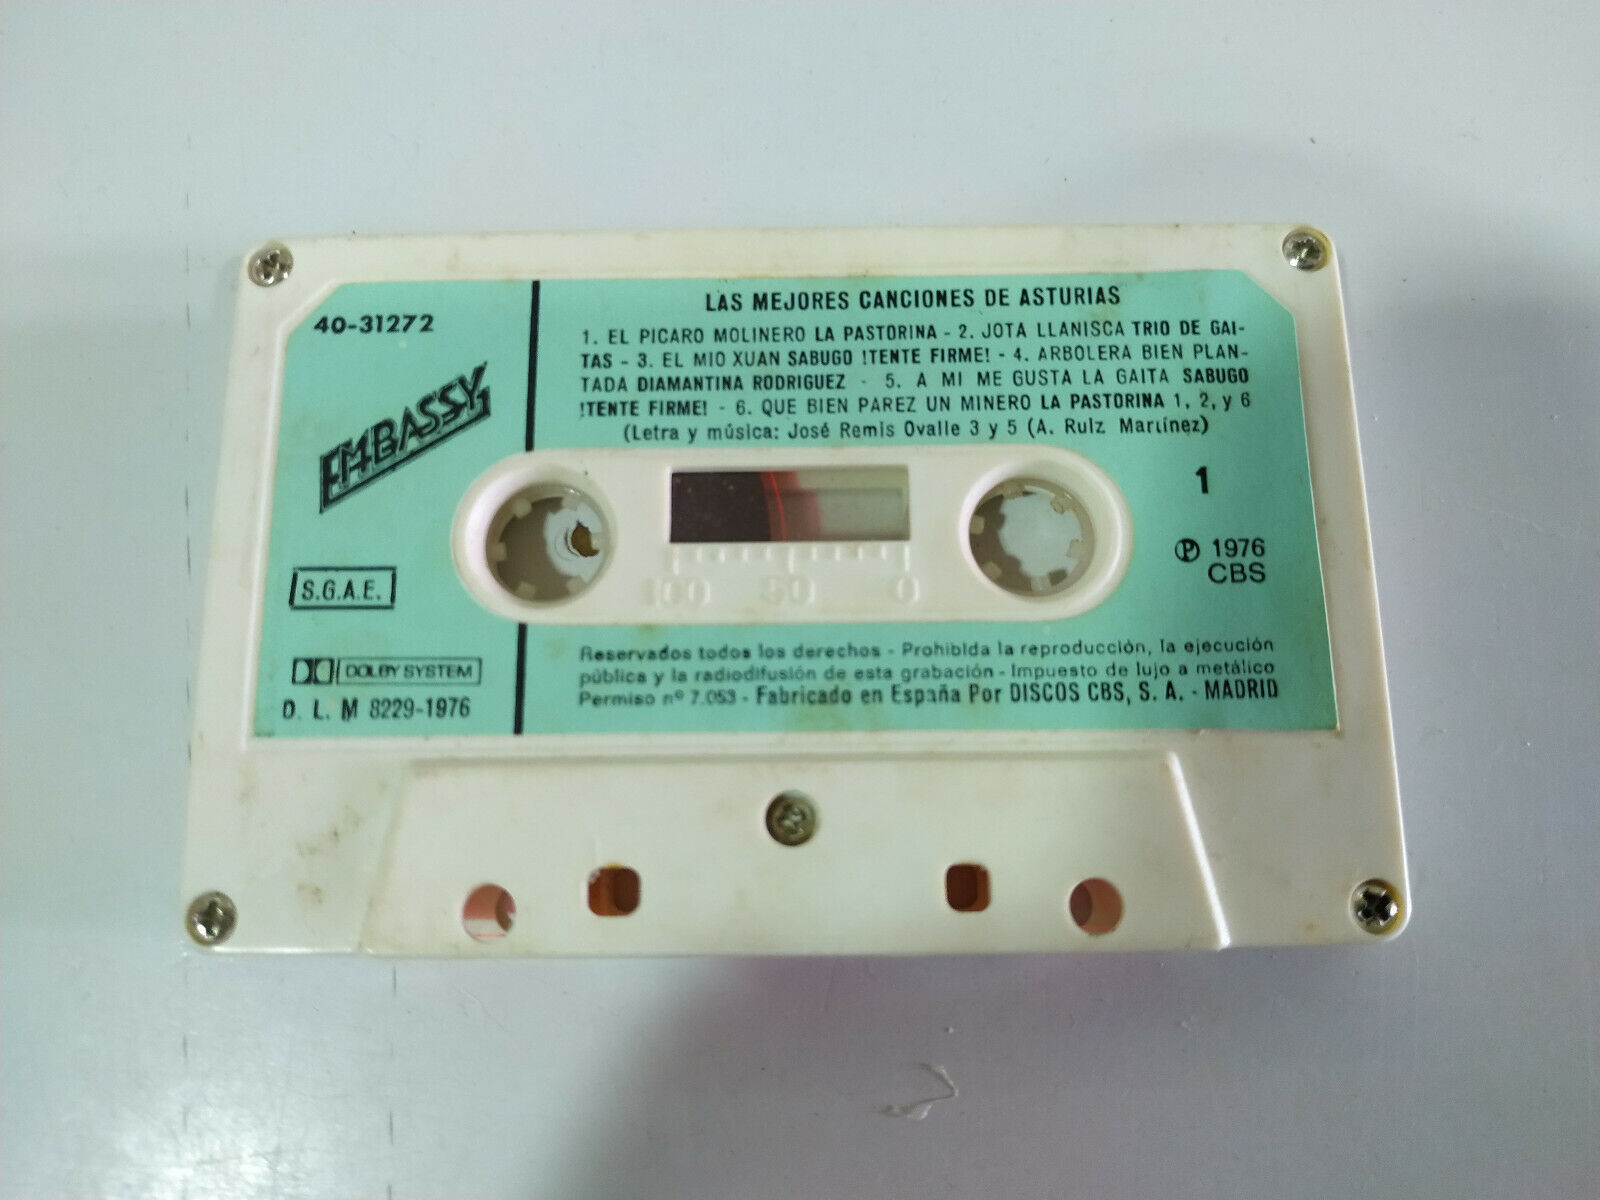 LAS MEJORES CANCIONES DE ASTURIAS
40-31272
1. EL PICARO MOLINERO LA PASTORINA - 2. JOTA LLANISCA TRIO DE GAI-
TAS - 3. EL MIO XUAN SABUGO !TENTE FIRME! - 4. ARBOLERA BIEN PLAN-
TADA DIAMANTINA RODRIGUEZ - 5. A MI ME GUSTA LA GAITA SABUGO
!TENTE FIRME! - 6. QUE BIEN PAREZ UN MINERO LA PASTORINA 1, 2, y 6
(Letra y música: José Remis Ovalle 3 y 5 (A. Ruiz Martínez)
EMBASSY
1
℗ 1976
CBS
100 50 0
S.G.A.E.
DOLBY SYSTEM
D. L. M 8229-1976
Reservados todos los derechos - Prohibida la reproducción, la ejecución
pública y la radiodifusión de esta grabación - Impuesto de lujo a metálico
Permiso nº 7.053 - Fabricado en España Por DISCOS CBS, S. A. - MADRID